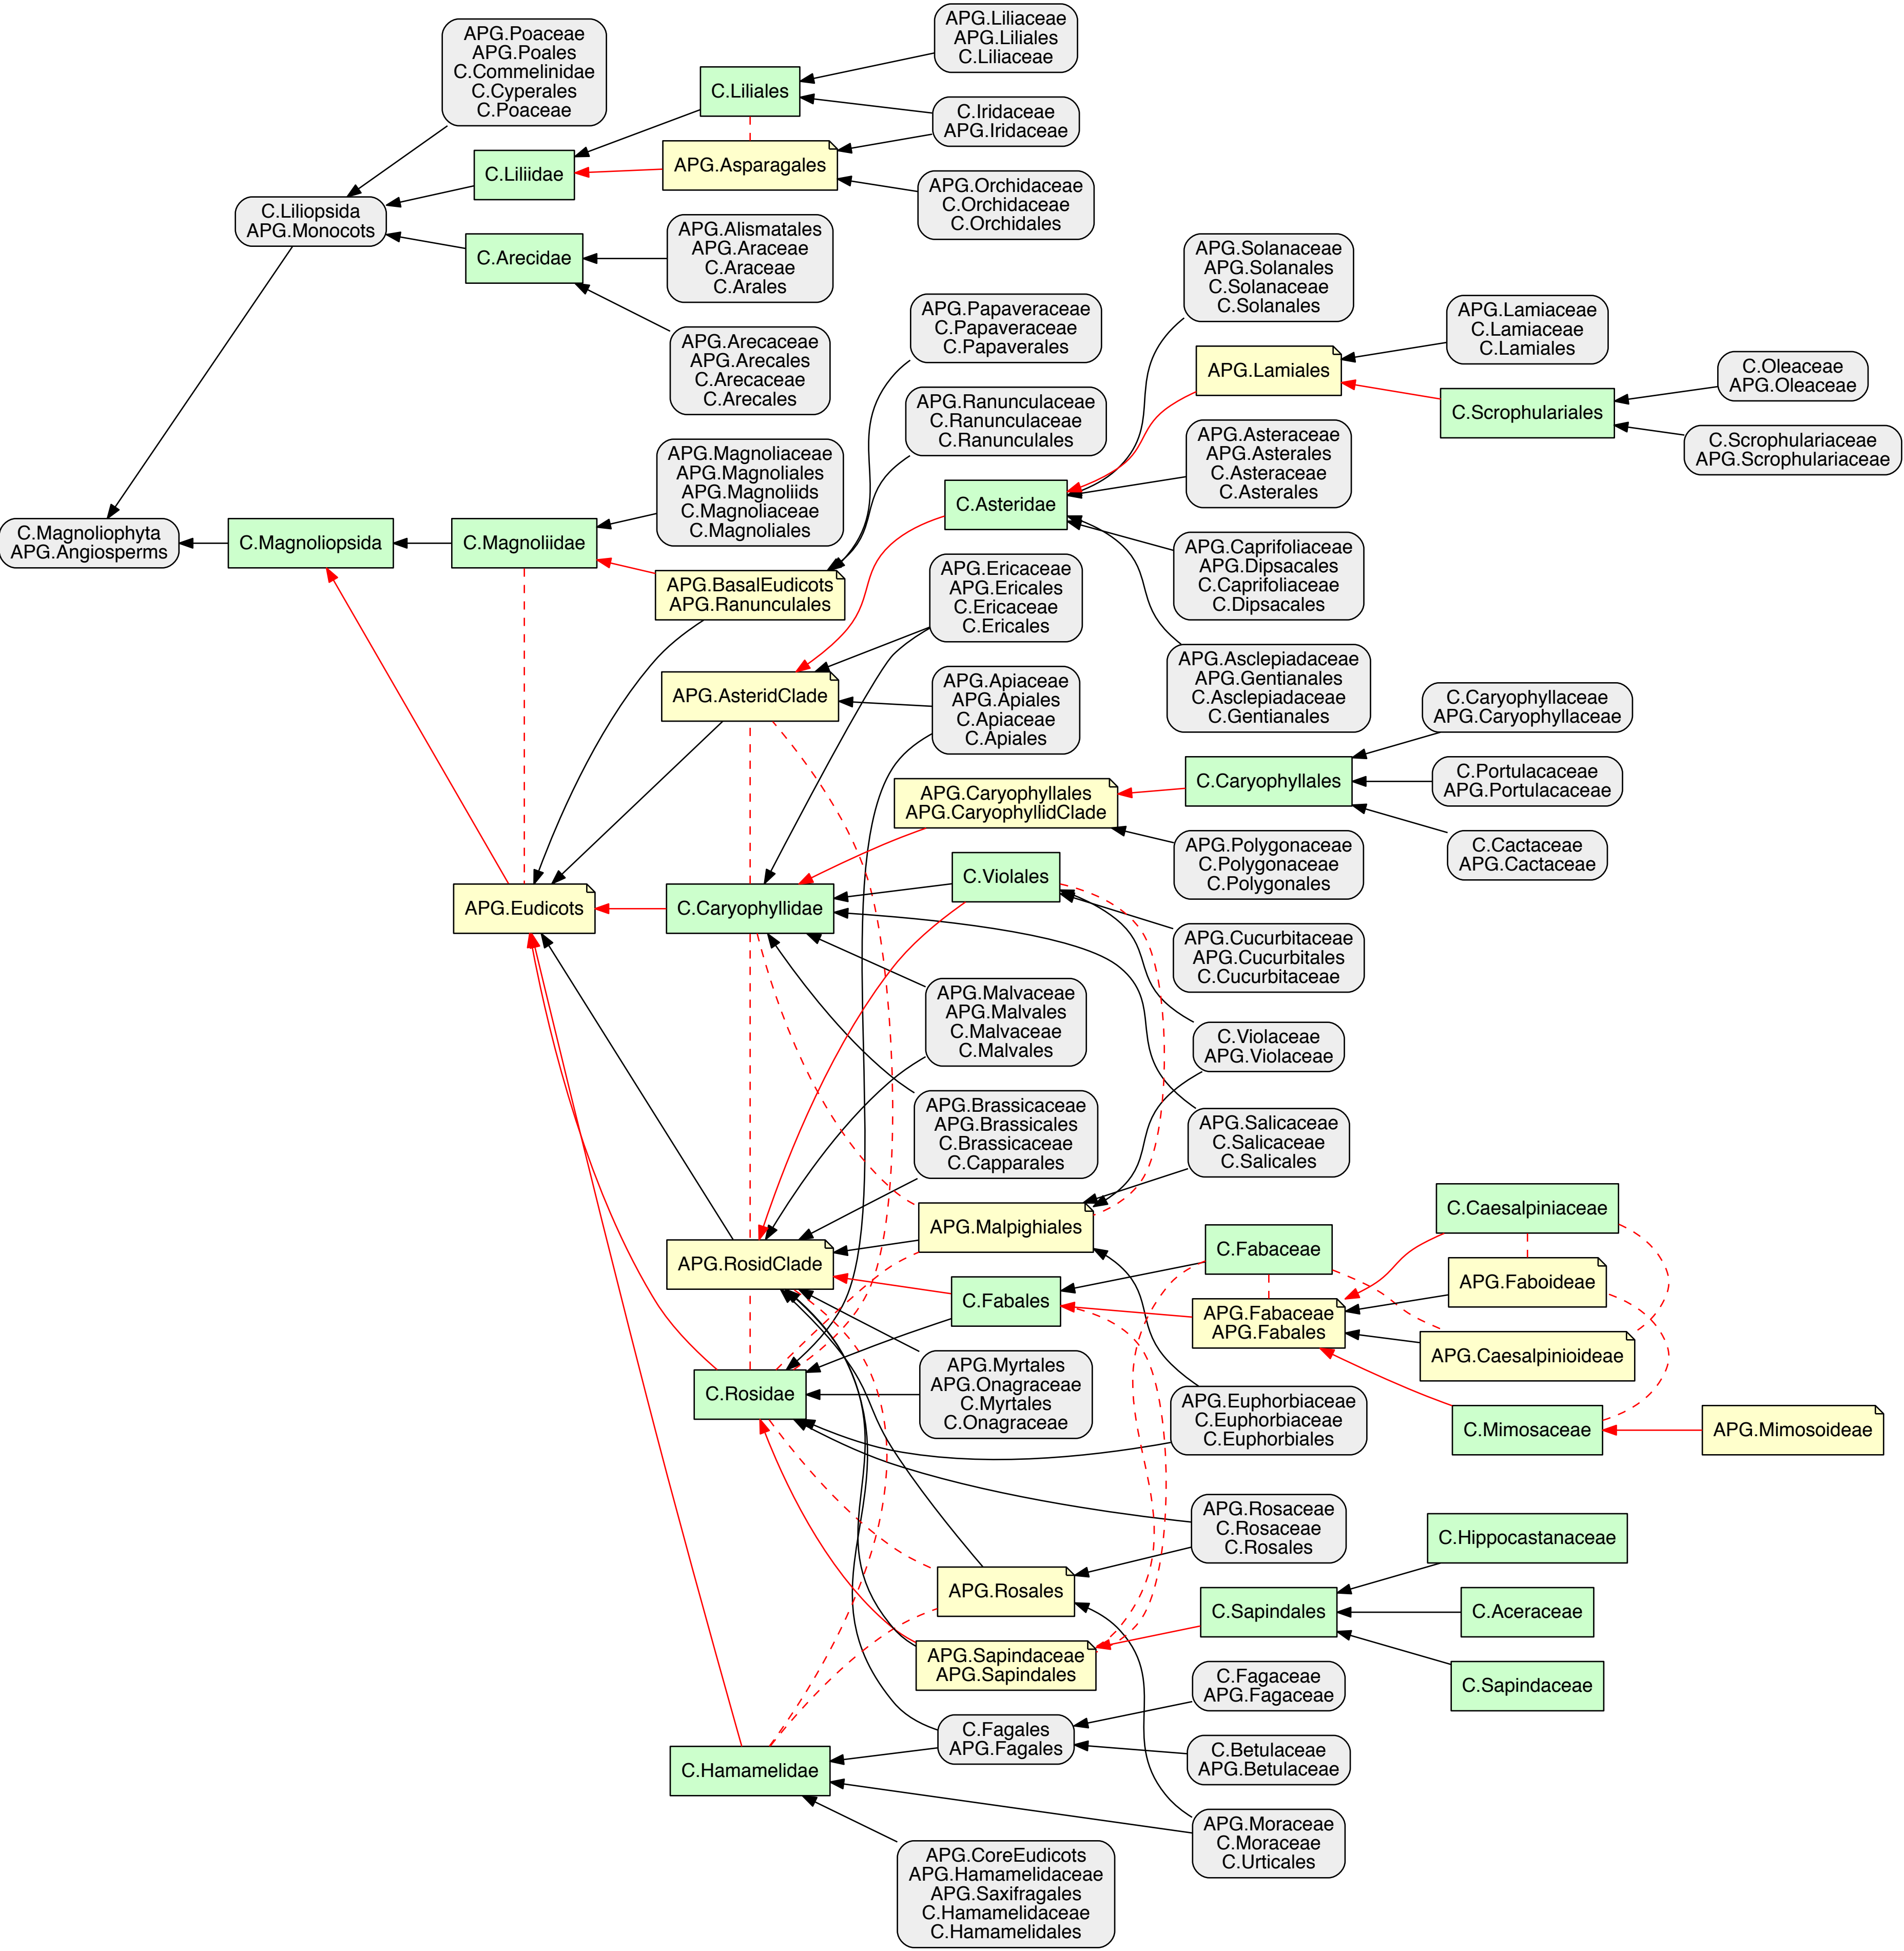 APG.Poaceae
APG.Poales
C.Commelinidae
C.Cyperales
C.Poaceae
C.Liliales
APG.Liliaceae
APG.Liliales
C.Liliaceae
C.Iridaceae
APG.Iridaceae
C.Liliidae
APG.Asparagales
APG.Orchidaceae
C.Orchidaceae
C.Orchidales
C.Liliopsida
APG.Monocots
C.Arecidae
APG.Alismatales
APG.Araceae
C.Araceae
C.Arales
APG.Arecaceae
APG.Arecales
C.Arecaceae
C.Arecales
APG.Papaveraceae
C.Papaveraceae
C.Papaverales
APG.Solanaceae
APG.Solanales
C.Solanaceae
C.Solanales
APG.Lamiaceae
C.Lamiaceae
C.Lamiales
APG.Lamiales
C.Scrophulariales
C.Oleaceae
APG.Oleaceae
C.Scrophulariaceae
APG.Scrophulariaceae
APG.Ranunculaceae
C.Ranunculaceae
C.Ranunculales
APG.Asteraceae
APG.Asterales
C.Asteraceae
C.Asterales
APG.Magnoliaceae
APG.Magnoliales
APG.Magnoliids
C.Magnoliaceae
C.Magnoliales
C.Asteridae
C.Magnoliophyta
APG.Angiosperms
C.Magnoliopsida
C.Magnoliidae
APG.BasalEudicots
APG.Ranunculales
APG.Caprifoliaceae
APG.Dipsacales
C.Caprifoliaceae
C.Dipsacales
APG.Ericaceae
APG.Ericales
C.Ericaceae
C.Ericales
APG.Asclepiadaceae
APG.Gentianales
C.Asclepiadaceae
C.Gentianales
APG.AsteridClade
APG.Apiaceae
APG.Apiales
C.Apiaceae
C.Apiales
C.Caryophyllaceae
APG.Caryophyllaceae
C.Caryophyllales
C.Portulacaceae
APG.Portulacaceae
APG.Caryophyllales
APG.CaryophyllidClade
C.Cactaceae
APG.Cactaceae
APG.Polygonaceae
C.Polygonaceae
C.Polygonales
C.Violales
APG.Eudicots
C.Caryophyllidae
APG.Cucurbitaceae
APG.Cucurbitales
C.Cucurbitaceae
APG.Malvaceae
APG.Malvales
C.Malvaceae
C.Malvales
C.Violaceae
APG.Violaceae
APG.Brassicaceae
APG.Brassicales
C.Brassicaceae
C.Capparales
APG.Salicaceae
C.Salicaceae
C.Salicales
APG.Malpighiales
C.Caesalpiniaceae
C.Fabaceae
APG.RosidClade
APG.Faboideae
C.Fabales
APG.Fabaceae
APG.Fabales
APG.Caesalpinioideae
C.Rosidae
APG.Myrtales
APG.Onagraceae
C.Myrtales
C.Onagraceae
APG.Euphorbiaceae
C.Euphorbiaceae
C.Euphorbiales
C.Mimosaceae
APG.Mimosoideae
APG.Rosaceae
C.Rosaceae
C.Rosales
C.Hippocastanaceae
APG.Rosales
C.Sapindales
C.Aceraceae
APG.Sapindaceae
APG.Sapindales
C.Sapindaceae
C.Fagaceae
APG.Fagaceae
C.Fagales
APG.Fagales
C.Betulaceae
APG.Betulaceae
C.Hamamelidae
APG.Moraceae
C.Moraceae
C.Urticales
APG.CoreEudicots
APG.Hamamelidaceae
APG.Saxifragales
C.Hamamelidaceae
C.Hamamelidales